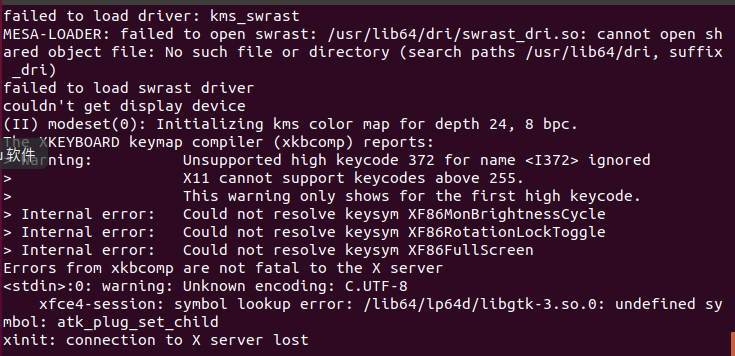 failed to load driver: kms_swrast
MESA-LOADER: failed to open swrast: /usr/lib64/dri/swrast_dri.so: cannot open sh
ared object file: No such file or directory (search paths /usr/lib64/dri, suffix
_dri)
failed to load swrast driver
couldn't get display device
(II) modeset(0): Initializing kms color map for depth 24, 8 bpc.
The XKEYBOARD keymap compiler (xkbcomp) reports:
软件
> Warning:          Unsupported high keycode 372 for name <I372> ignored
>                   X11 cannot support keycodes above 255.
>                   This warning only shows for the first high keycode.
> Internal error:   Could not resolve keysym XF86MonBrightnessCycle
> Internal error:   Could not resolve keysym XF86RotationLockToggle
> Internal error:   Could not resolve keysym XF86FullScreen
Errors from xkbcomp are not fatal to the X server
<stdin>:0: warning: Unknown encoding: C.UTF-8
    xfce4-session: symbol lookup error: /lib64/lp64d/libgtk-3.so.0: undefined sy
mbol: atk_plug_set_child
xinit: connection to X server lost